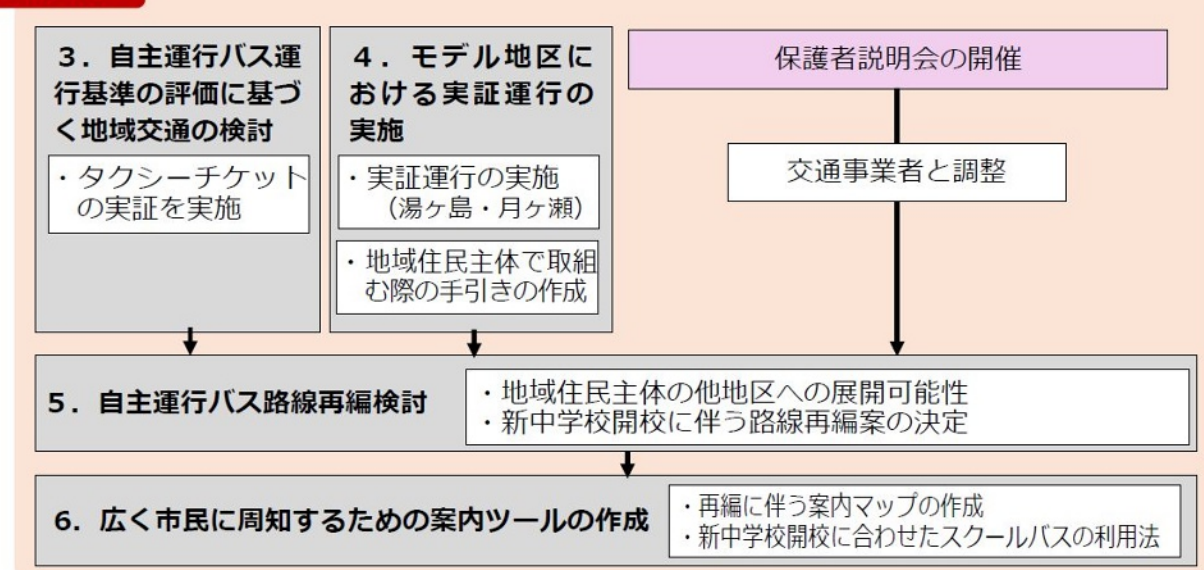 3．自主運行バス運
行基準の評価に基づ
く地域交通の検討
・タクシーチケット
の実証を実施
4．モデル地区に
おける実証運行の
実施
・実証運行の実施
（湯ヶ島・月ヶ瀬）
・地域住民主体で取組
む際の手引きの作成
保護者説明会の開催
交通事業者と調整
5．自主運行バス路線再編検討
・地域住民主体の他地区への展開可能性
・新中学校開校に伴う路線再編案の決定
6．広く市民に周知するための案内ツールの作成
・再編に伴う案内マップの作成
・新中学校開校に合わせたスクールバスの利用法